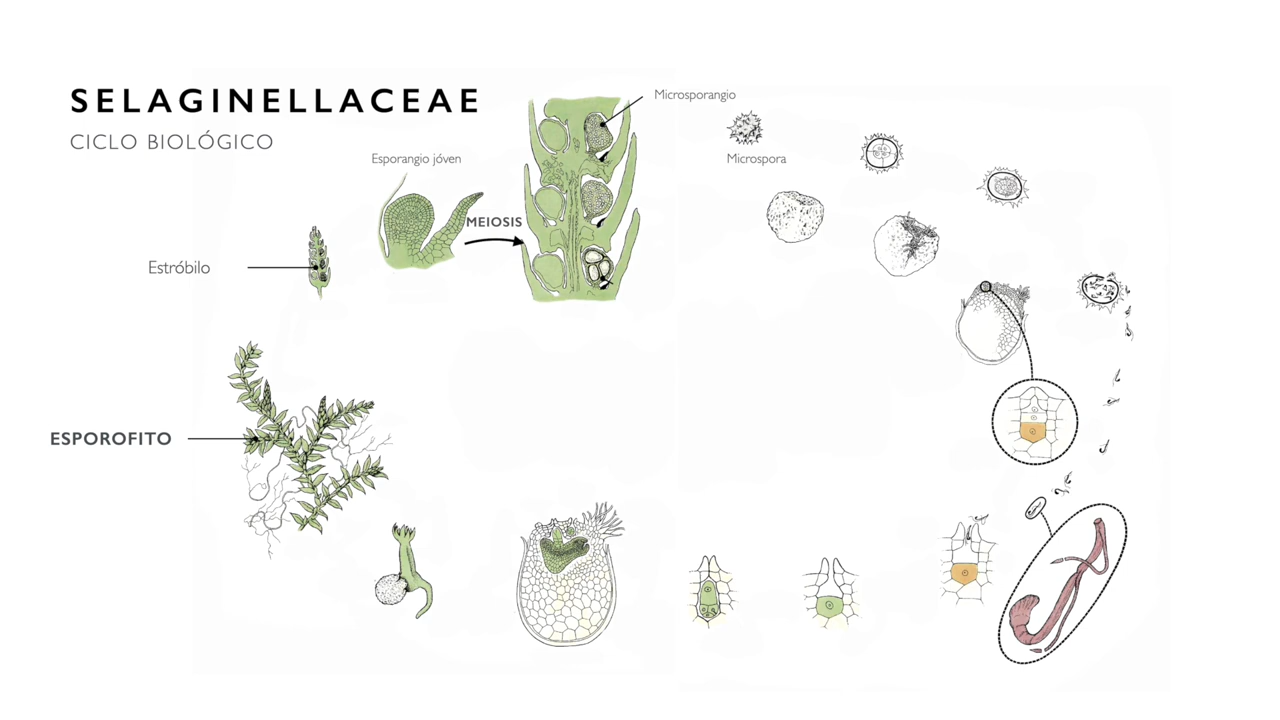 SELAGINELLACEAE
CICLO BIOLÓGICO
Microsporangio
Esporangio jóven
Microspora
MEIOSIS
Estróbilo
ESPOROFITO